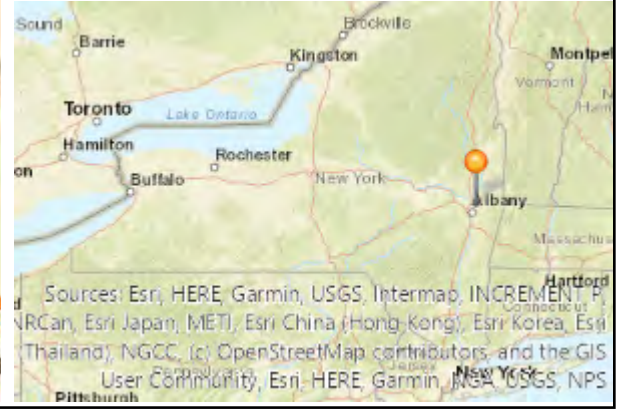 Sound
Brockville
Barrie
Kingston
Montpel
Vermont
Toronto
Lake Ontario
Hamilton
Rochester
on
Buffalo
New York
Albany
Massachus
Hartford
Sources: Esri, HERE, Garmin, USGS, Intermap, INCREMENT P,
NRCan, Esri Japan, METI, Esri China (Hong Kong), Esri Korea, Esri
(Thailand), NGCC, (c) OpenStreetMap contributors, and the GIS
User Community, Esri, HERE, Garmin, NGA, USGS, NPS
New York
Pittsburgh